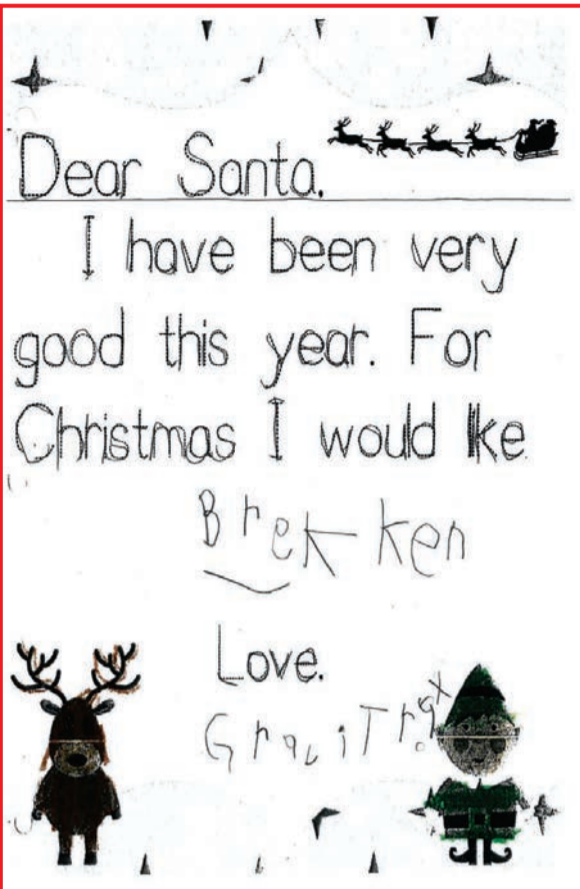 Dear Santa.
I have been very
good this year. For
Christmas I would like
Brekken
Love.
GraviTrax